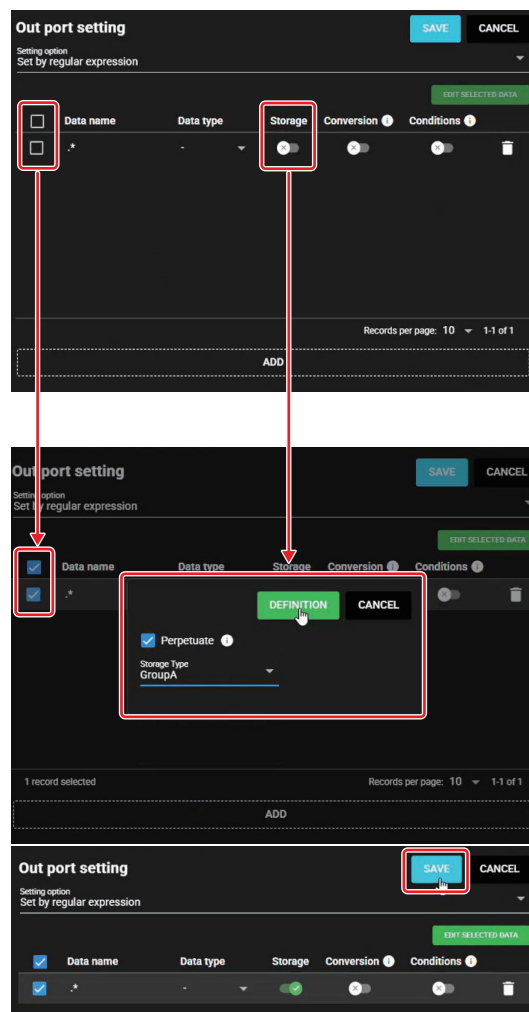 Out port setting
SAVE
CANCEL
Setting option
Set by regular expression
EDIT SELECTED DATA
Data name
Data type
Storage
Conversion
Conditions
.*
-
Records per page: 10
1-1 of 1
ADD
Out port setting
SAVE
CANCEL
Setting option
Set by regular expression
EDIT SELECTED DATA
Data name
Data type
Storage
Conversion
Conditions
.*
DEFINITION
CANCEL
Perpetuate
Storage Type
GroupA
1 record selected
Records per page: 10
1-1 of 1
ADD
Out port setting
SAVE
CANCEL
Setting option
Set by regular expression
EDIT SELECTED DATA
Data name
Data type
Storage
Conversion
Conditions
.*
-